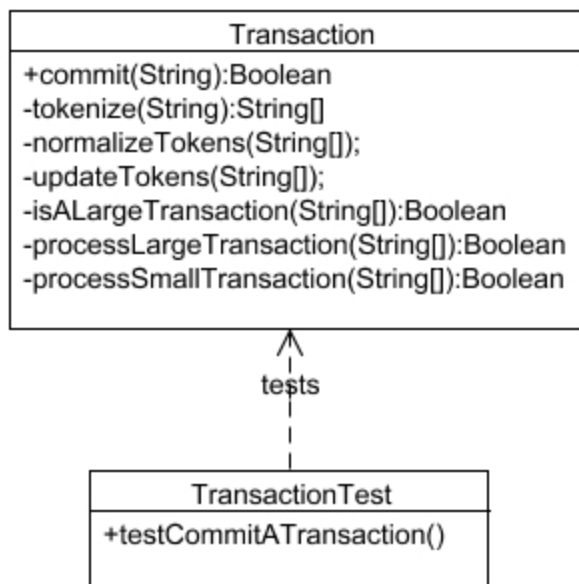 Transaction
+commit(String):Boolean
-tokenize(String):String[]
-normalizeTokens(String[]);
-updateTokens(String[]);
-isALargeTransaction(String[]):Boolean
-processLargeTransaction(String[]):Boolean
-processSmallTransaction(String[]):Boolean
tests
TransactionTest
+testCommitATransaction()